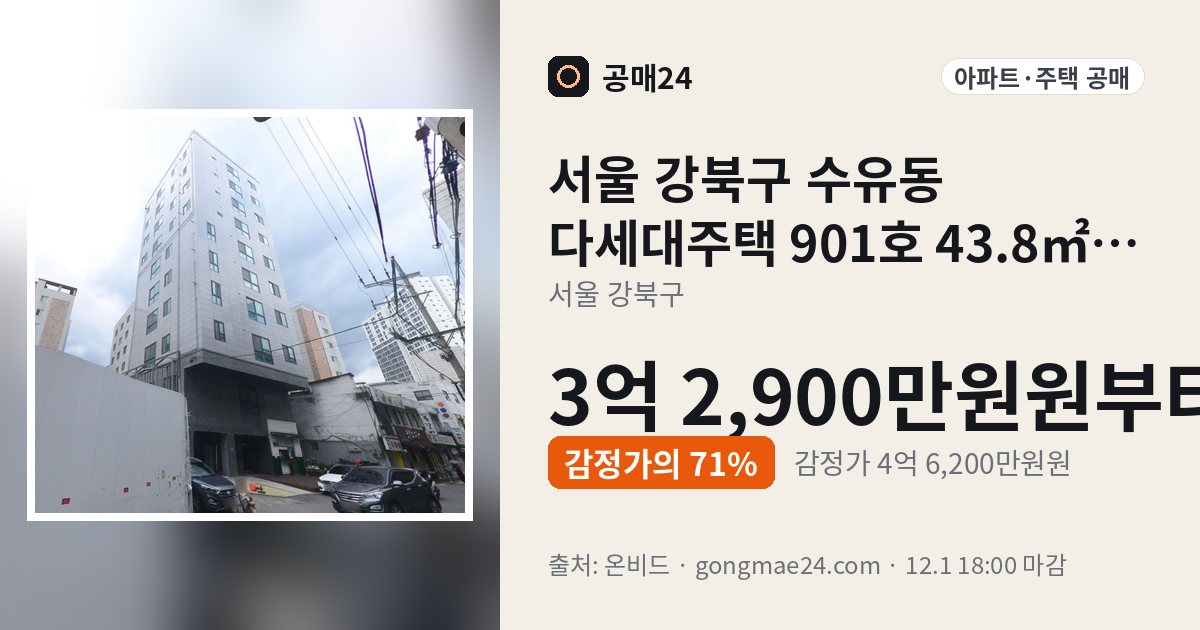 공매24
아파트·주택 공매
서울 강북구 수유동
다세대주택 901호 43.8㎡…
서울 강북구
3억 2,900만원원부터
감정가의 71%
감정가 4억 6,200만원원
출처: 온비드 · gongmae24.com · 12.1 18:00 마감